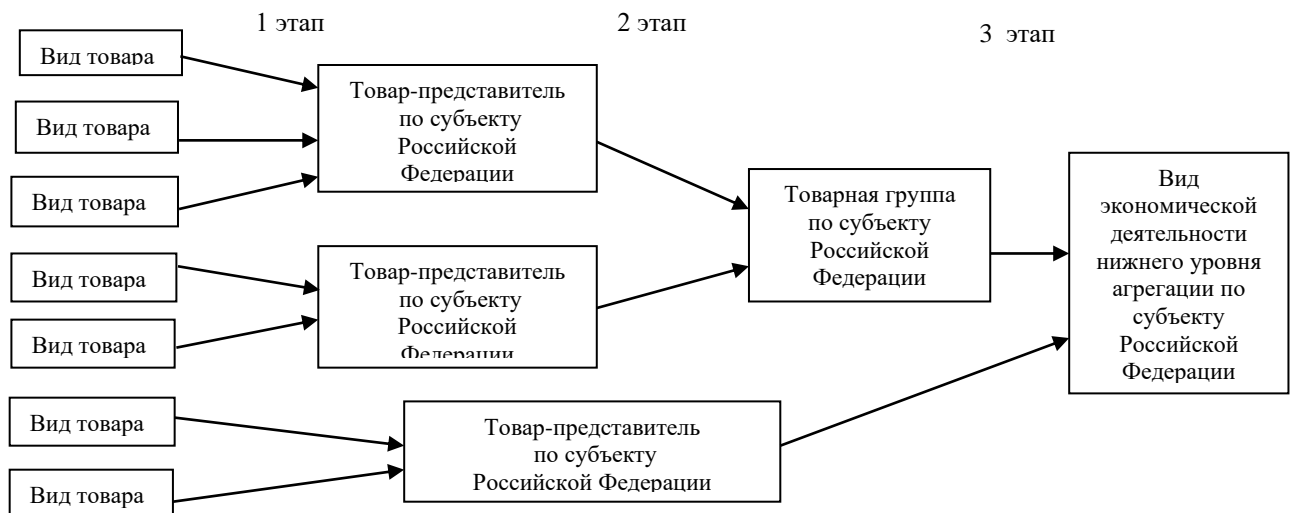 1 этап
2 этап
3 этап
Вид товара
Вид товара
Вид товара
Вид товара
Вид товара
Вид товара
Вид товара
Товар-представитель
по субъекту
Российской
Федерации
Товар-представитель
по субъекту
Российской
Федерации
Товар-представитель
по субъекту
Российской Федерации
Товарная группа
по субъекту
Российской
Федерации
Вид
экономической
деятельности
нижнего уровня
агрегации по
субъекту
Российской
Федерации